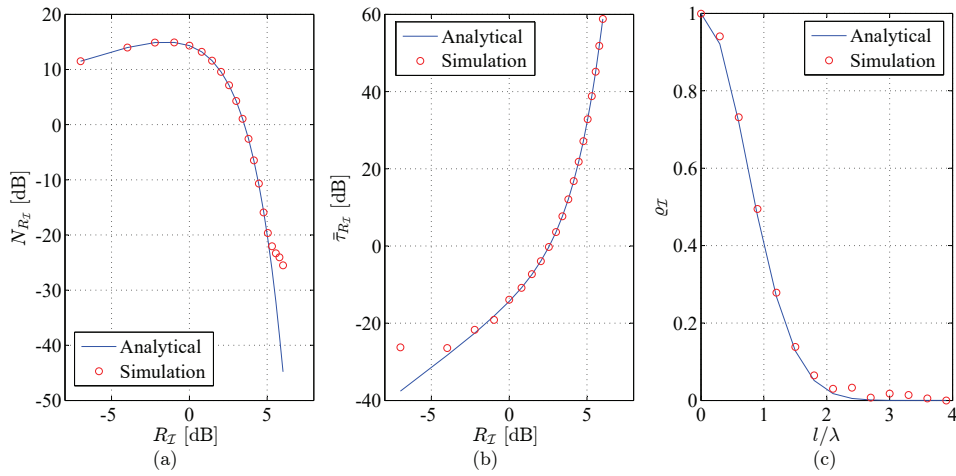 20
10
0
-10
-20
-30
-40
-50
N_{R_ℐ} [dB]
Analytical
Simulation
-5 0 5
R_ℐ [dB]
(a)
60
40
20
0
-20
-40
τ̄_{R_ℐ} [dB]
Analytical
Simulation
-5 0 5
R_ℐ [dB]
(b)
1
0.8
0.6
0.4
0.2
0
ϱ_ℐ
Analytical
Simulation
0 1 2 3 4
l/λ
(c)